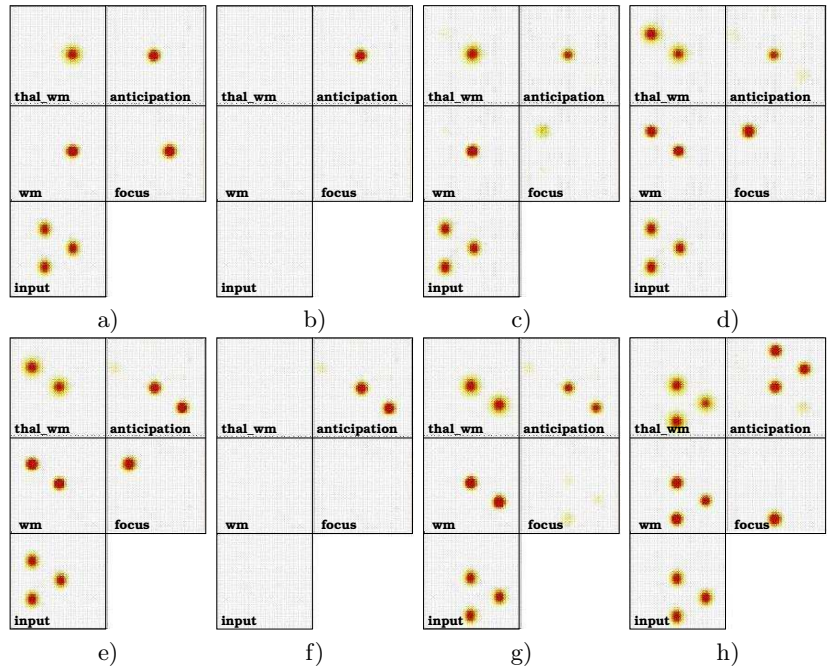 thal_wm anticipation thal_wm anticipation thal_wm anticipation thal_wm anticipation
wm focus wm focus wm focus wm focus
input input input input
a) b) c) d)
thal_wm anticipation thal_wm anticipation thal_wm anticipation thal_wm anticipation
wm focus wm focus wm focus wm focus
input input input input
e) f) g) h)